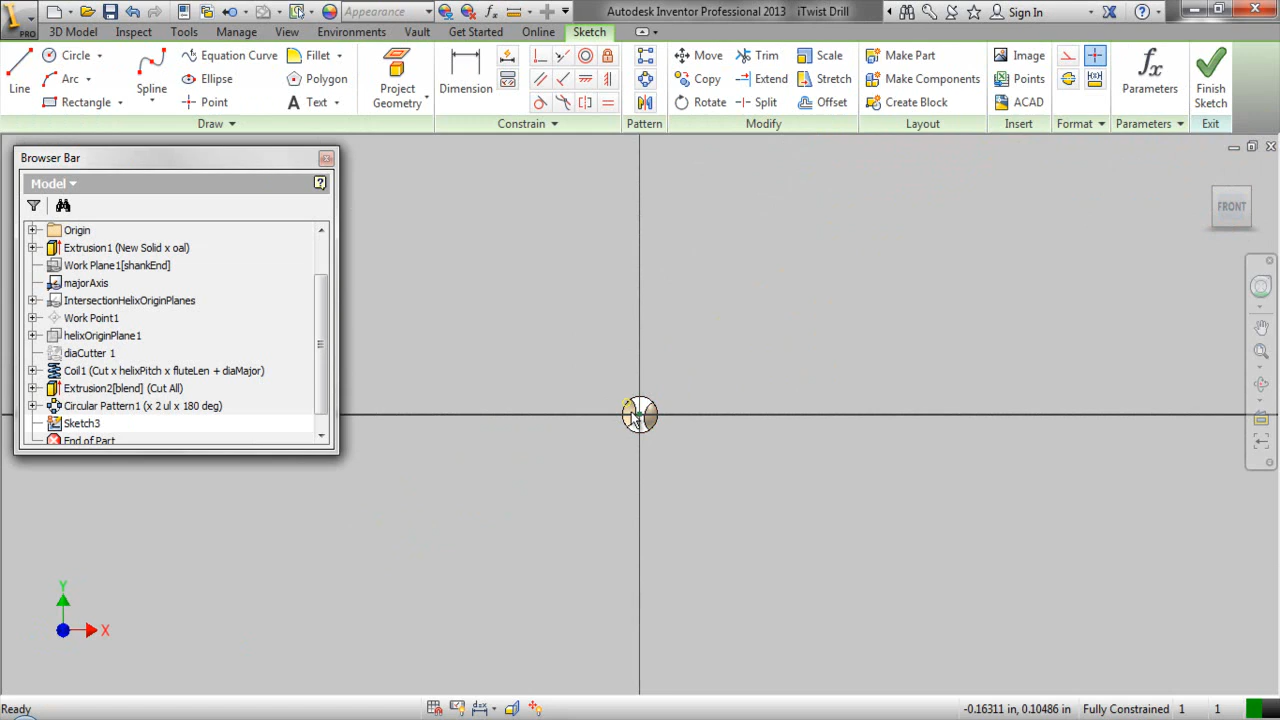 PRO
Appearance
Autodesk Inventor Professional 2013 iTwist Drill
Sign In
3D Model Inspect Tools Manage View Environments Vault Get Started Online Sketch
Line
Circle
Arc
Rectangle
Spline
Equation Curve
Ellipse
Point
Fillet
Polygon
Text
Project Geometry
Dimension
Move
Copy
Rotate
Trim
Extend
Split
Scale
Stretch
Offset
Make Part
Make Components
Create Block
Image
Points
ACAD
Parameters
Finish Sketch
Draw Constrain Pattern Modify Layout Insert Format Parameters Exit
Browser Bar
Model
Origin
Extrusion1 (New Solid x oal)
Work Plane1[shankEnd]
majorAxis
IntersectionHelixOriginPlanes
Work Point1
helixOriginPlane1
diaCutter 1
Coil1 (Cut x helixPitch x fluteLen + diaMajor)
Extrusion2[blend] (Cut All)
Circular Pattern1 (x 2 ul x 180 deg)
Sketch3
End of Part
FRONT
Y
X
Ready
-0.16311 in, 0.10486 in Fully Constrained 1 1